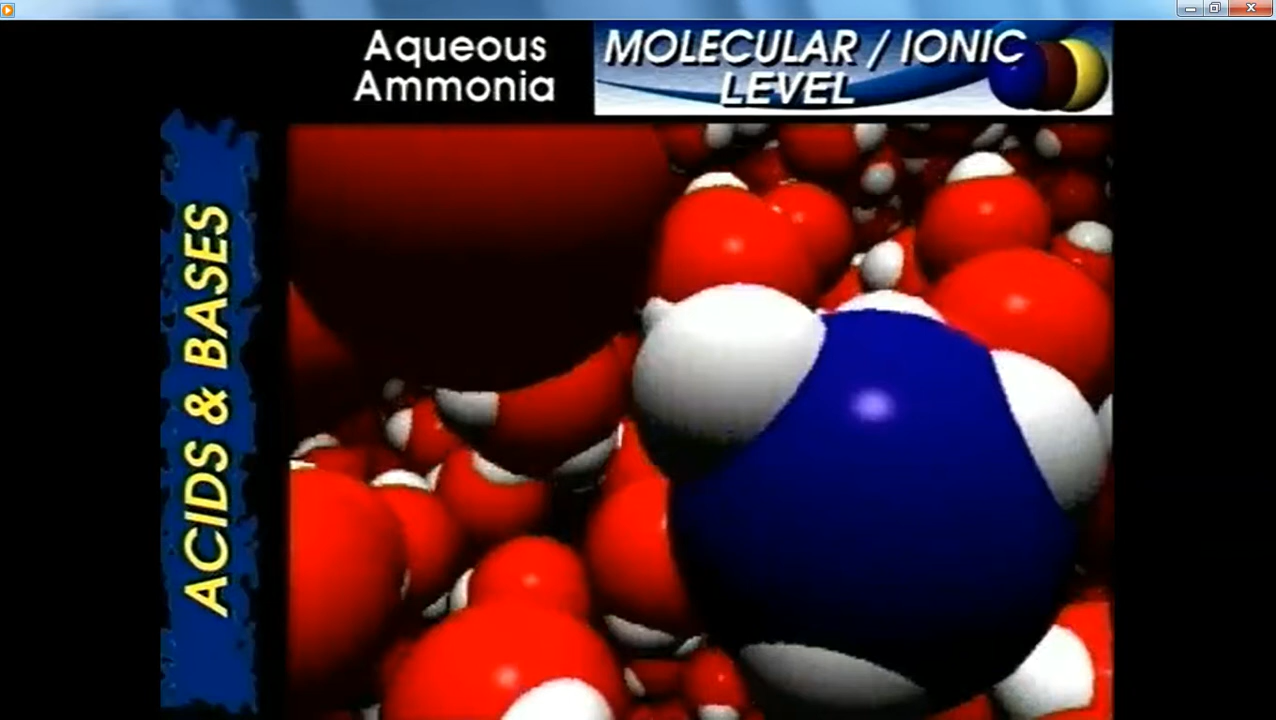 Aqueous
Ammonia
MOLECULAR / IONIC
LEVEL
ACIDS & BASES